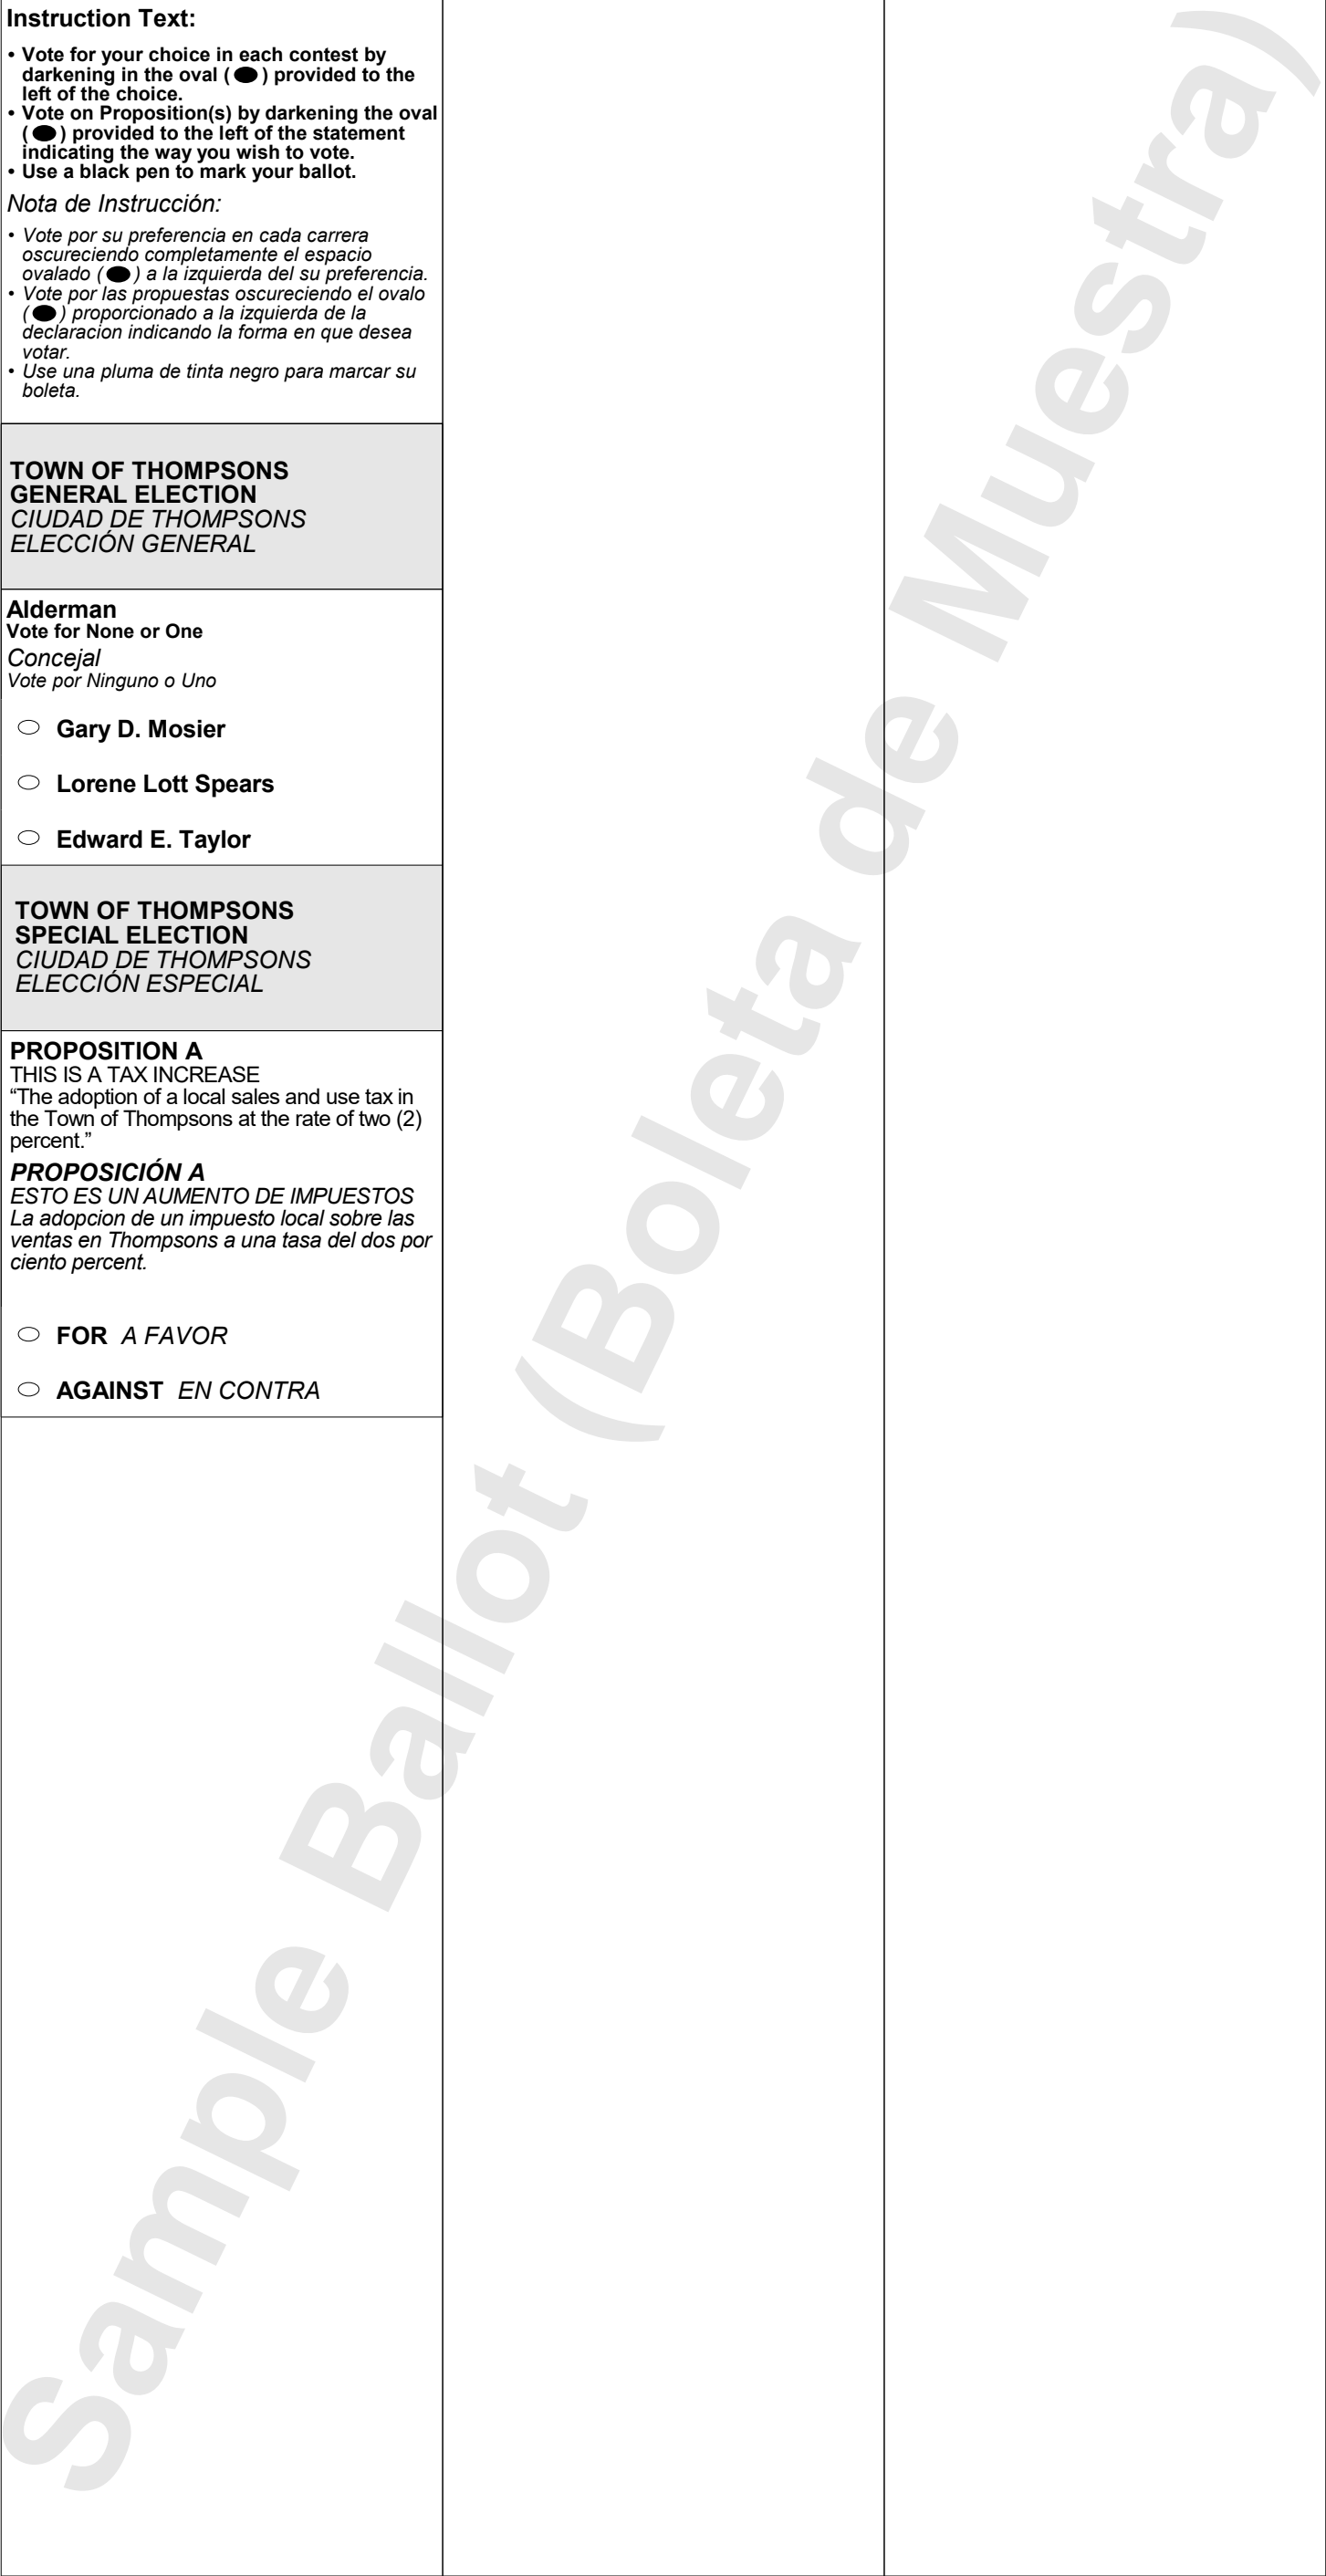 Instruction Text:
• Vote for your choice in each contest by
darkening in the oval ( ) provided to the
left of the choice.
• Vote on Proposition(s) by darkening the oval
( ) provided to the left of the statement
indicating the way you wish to vote.
• Use a black pen to mark your ballot.
Nota de Instrucción:
• Vote por su preferencia en cada carrera
oscureciendo completamente el espacio
ovalado ( ) a la izquierda del su preferencia.
• Vote por las propuestas oscureciendo el ovalo
( ) proporcionado a la izquierda de la
declaracion indicando la forma en que desea
votar.
• Use una pluma de tinta negro para marcar su
boleta.
TOWN OF THOMPSONS
GENERAL ELECTION
CIUDAD DE THOMPSONS
ELECCIÓN GENERAL
Alderman
Vote for None or One
Concejal
Vote por Ninguno o Uno
Gary D. Mosier
Lorene Lott Spears
Edward E. Taylor
TOWN OF THOMPSONS
SPECIAL ELECTION
CIUDAD DE THOMPSONS
ELECCIÓN ESPECIAL
PROPOSITION A
THIS IS A TAX INCREASE
“The adoption of a local sales and use tax in
the Town of Thompsons at the rate of two (2)
percent.”
PROPOSICIÓN A
ESTO ES UN AUMENTO DE IMPUESTOS
La adopcion de un impuesto local sobre las
ventas en Thompsons a una tasa del dos por
ciento percent.
FOR A FAVOR
AGAINST EN CONTRA
Sample Ballot (Boleta de Muestra)